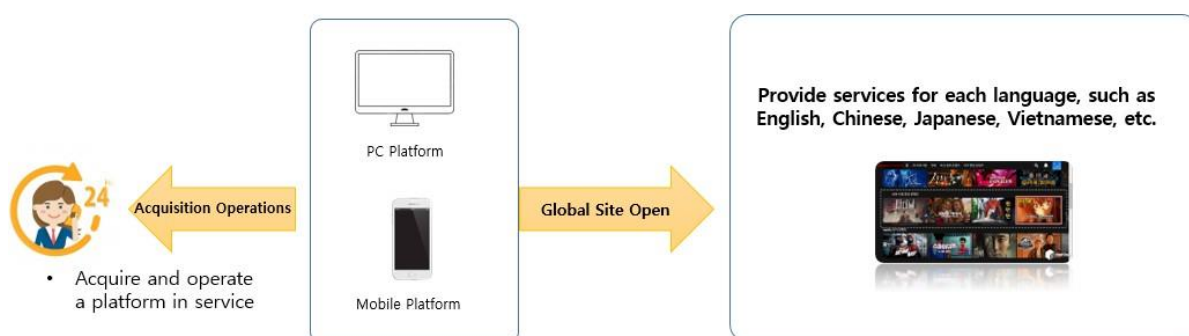 Provide services for each language, such as
English, Chinese, Japanese, Vietnamese, etc.
PC Platform
24
Acquisition Operations
Global Site Open
• Acquire and operate
a platform in service
Mobile Platform